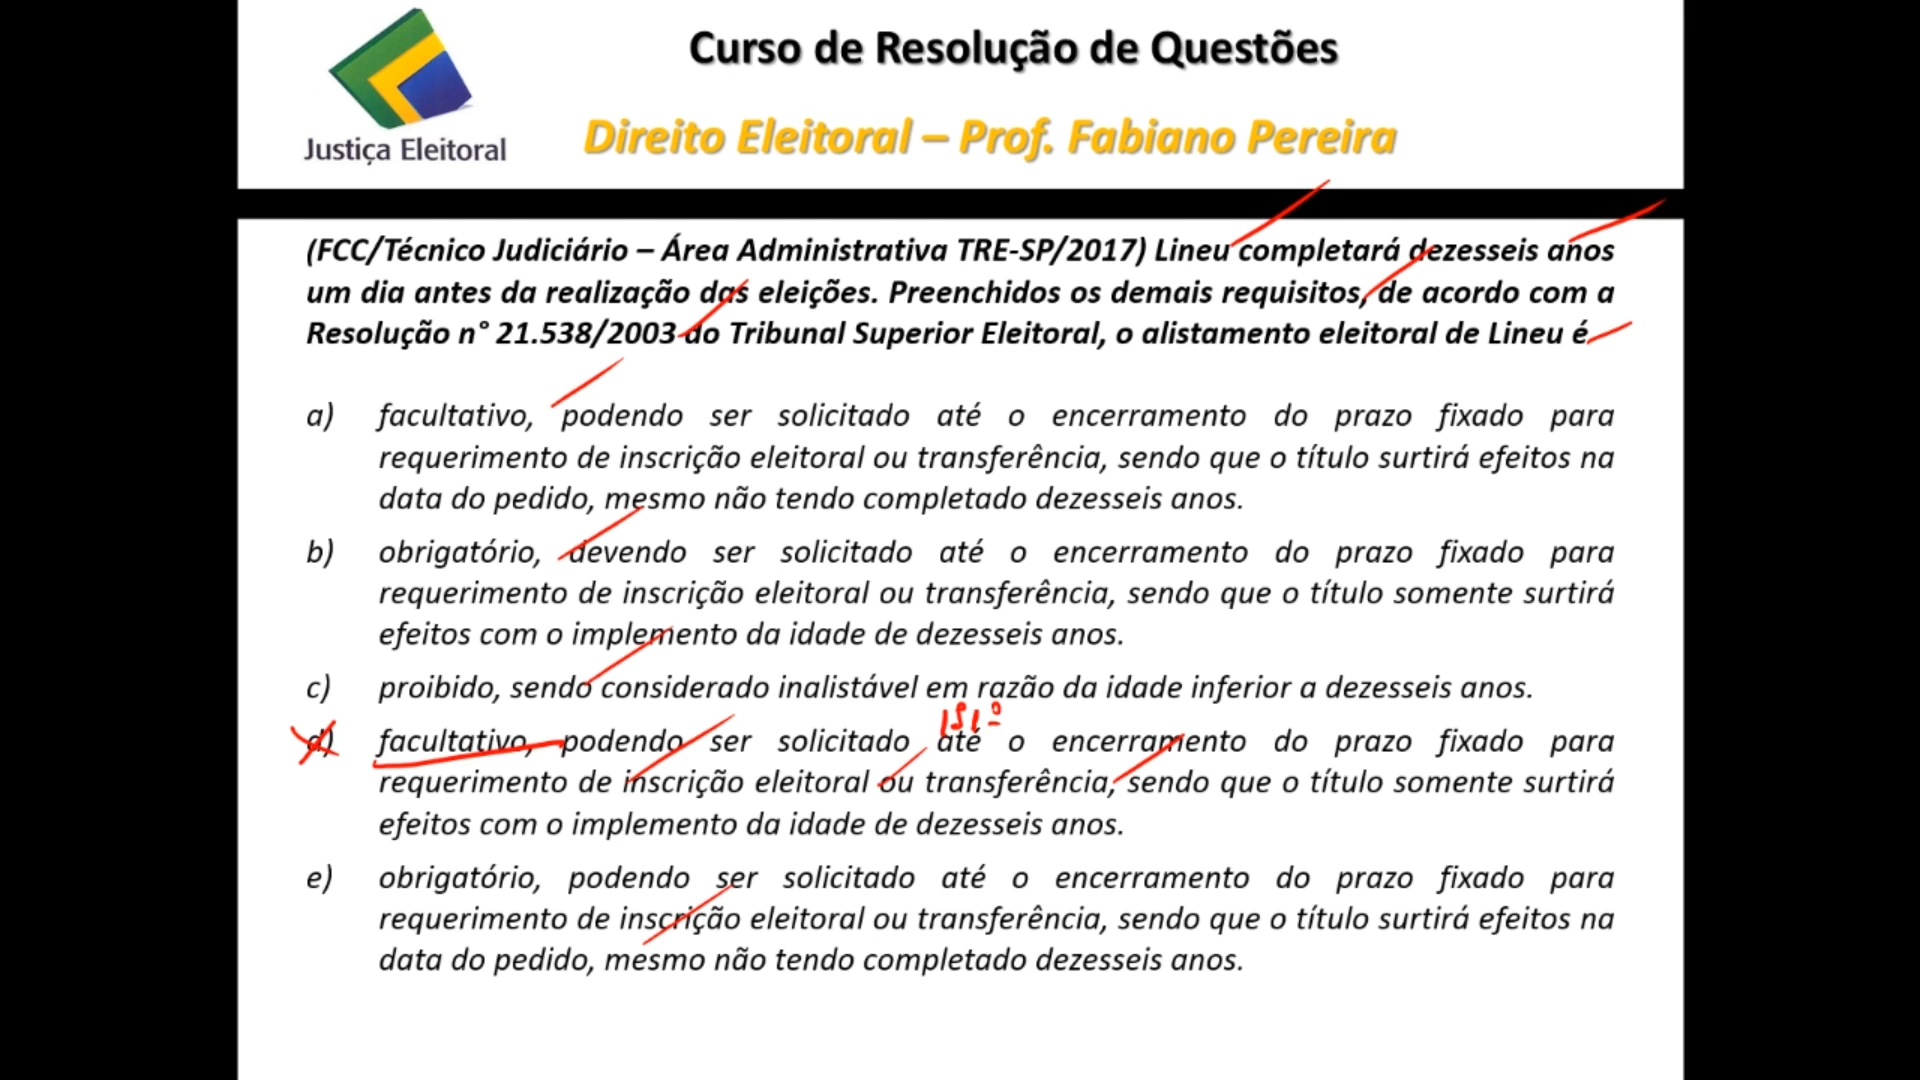 Curso de Resolução de Questões
Justiça Eleitoral
Direito Eleitoral – Prof. Fabiano Pereira
(FCC/Técnico Judiciário – Área Administrativa TRE-SP/2017) Lineu completará dezesseis anos
um dia antes da realização das eleições. Preenchidos os demais requisitos, de acordo com a
Resolução n° 21.538/2003 do Tribunal Superior Eleitoral, o alistamento eleitoral de Lineu é
a) facultativo, podendo ser solicitado até o encerramento do prazo fixado para
requerimento de inscrição eleitoral ou transferência, sendo que o título surtirá efeitos na
data do pedido, mesmo não tendo completado dezesseis anos.
b) obrigatório, devendo ser solicitado até o encerramento do prazo fixado para
requerimento de inscrição eleitoral ou transferência, sendo que o título somente surtirá
efeitos com o implemento da idade de dezesseis anos.
c) proibido, sendo considerado inalistável em razão da idade inferior a dezesseis anos.
151º
d) facultativo, podendo ser solicitado até o encerramento do prazo fixado para
requerimento de inscrição eleitoral ou transferência, sendo que o título somente surtirá
efeitos com o implemento da idade de dezesseis anos.
e) obrigatório, podendo ser solicitado até o encerramento do prazo fixado para
requerimento de inscrição eleitoral ou transferência, sendo que o título surtirá efeitos na
data do pedido, mesmo não tendo completado dezesseis anos.